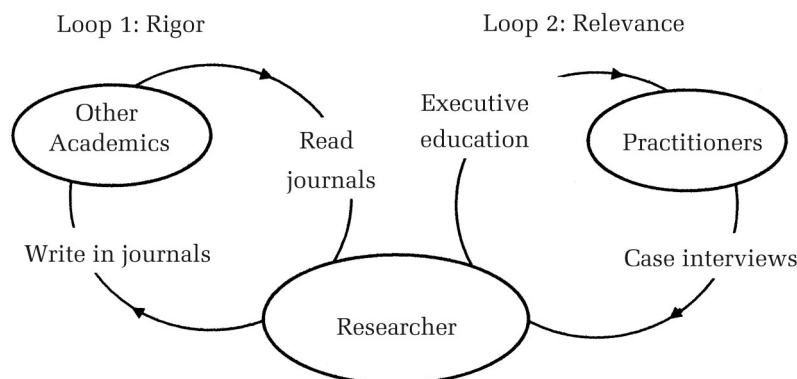 Loop 1: Rigor
Loop 2: Relevance
Other
Academics
Read
journals
Write in journals
Executive
education
Practitioners
Case interviews
Researcher